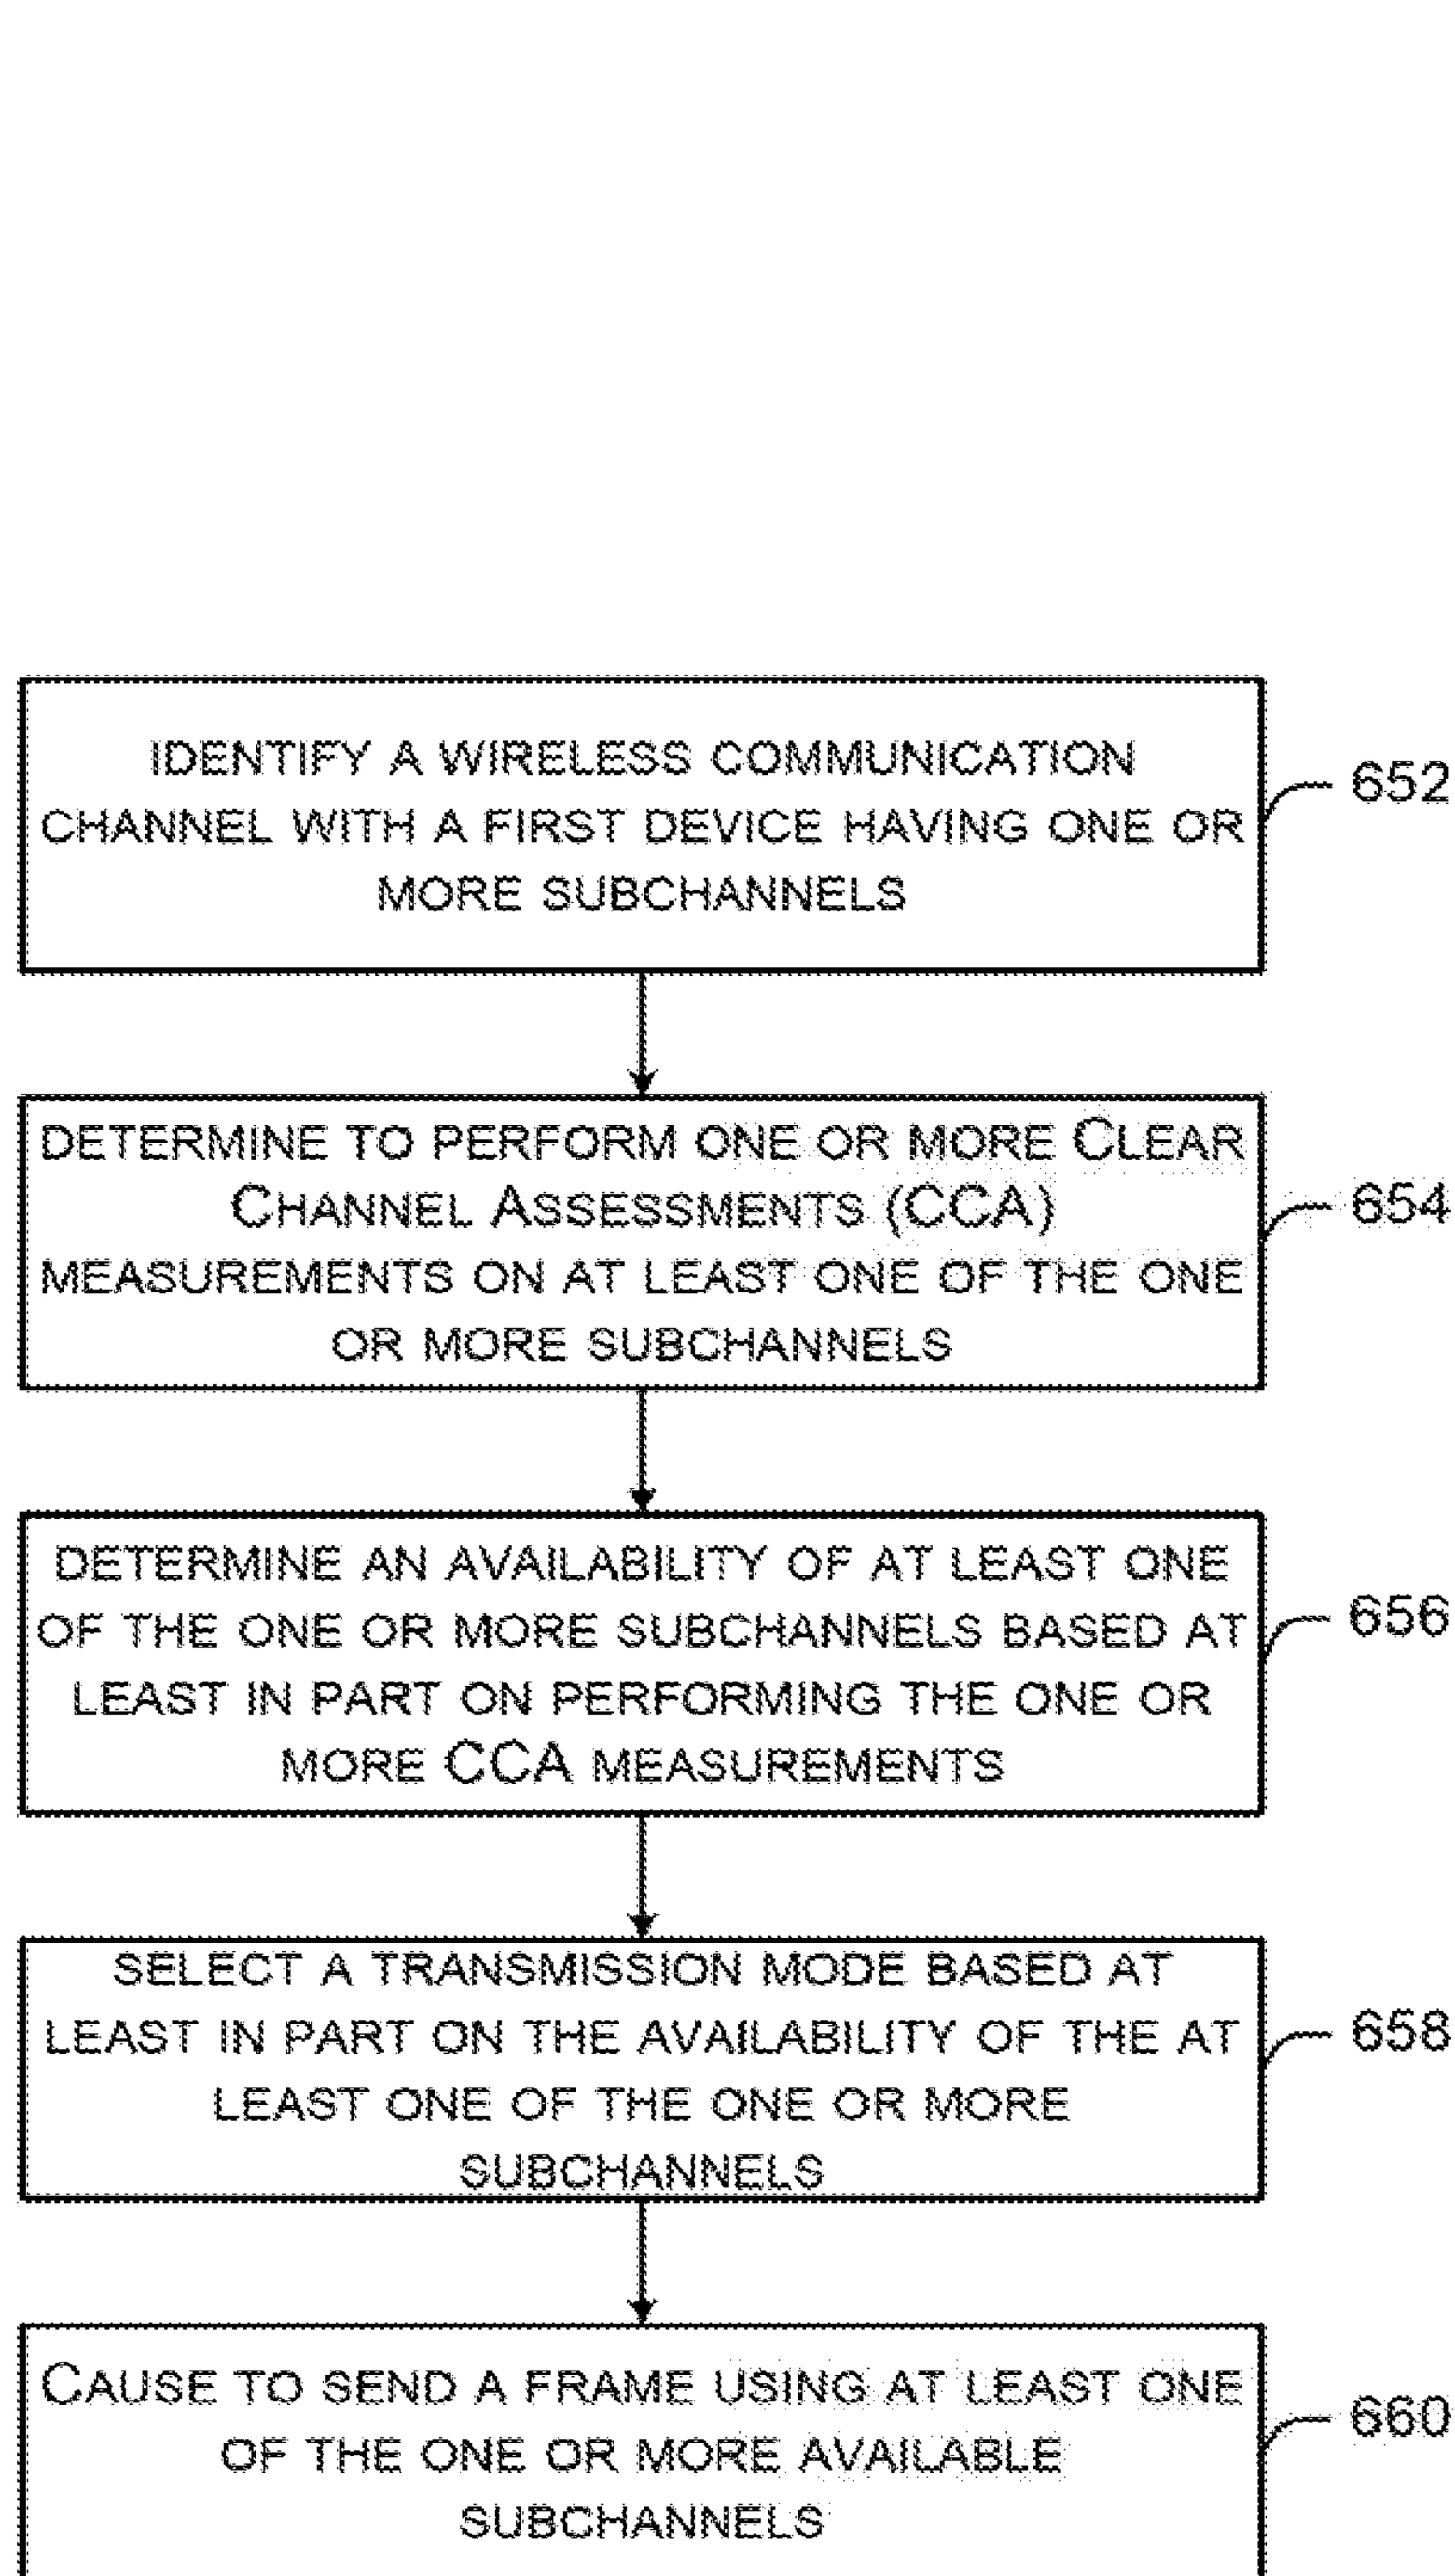 IDENTIFY A WIRELESS COMMUNICATION
CHANNEL WITH A FIRST DEVICE HAVING ONE OR
MORE SUBCHANNELS
652
DETERMINE TO PERFORM ONE OR MORE CLEAR
CHANNEL ASSESSMENTS (CCA)
MEASUREMENTS ON AT LEAST ONE OF THE ONE
OR MORE SUBCHANNELS
654
DETERMINE AN AVAILABILITY OF AT LEAST ONE
OF THE ONE OR MORE SUBCHANNELS BASED AT
LEAST IN PART ON PERFORMING THE ONE OR
MORE CCA MEASUREMENTS
656
SELECT A TRANSMISSION MODE BASED AT
LEAST IN PART ON THE AVAILABILITY OF THE AT
LEAST ONE OF THE ONE OR MORE
SUBCHANNELS
658
CAUSE TO SEND A FRAME USING AT LEAST ONE
OF THE ONE OR MORE AVAILABLE
SUBCHANNELS
660